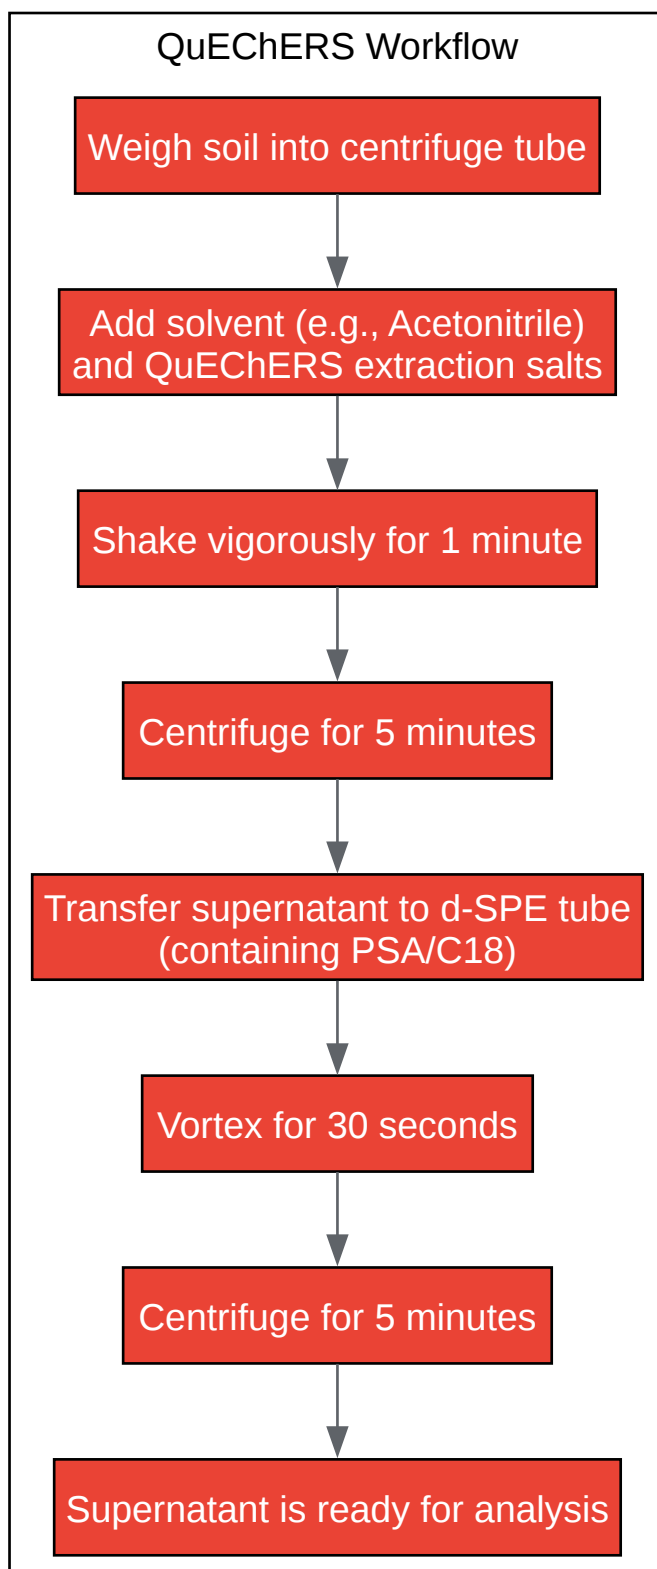 QuEChERS Workflow
Weigh soil into centrifuge tube
Add solvent (e.g., Acetonitrile)
and QuEChERS extraction salts
Shake vigorously for 1 minute
Centrifuge for 5 minutes
Transfer supernatant to d-SPE tube
(containing PSA/C18)
Vortex for 30 seconds
Centrifuge for 5 minutes
Supernatant is ready for analysis